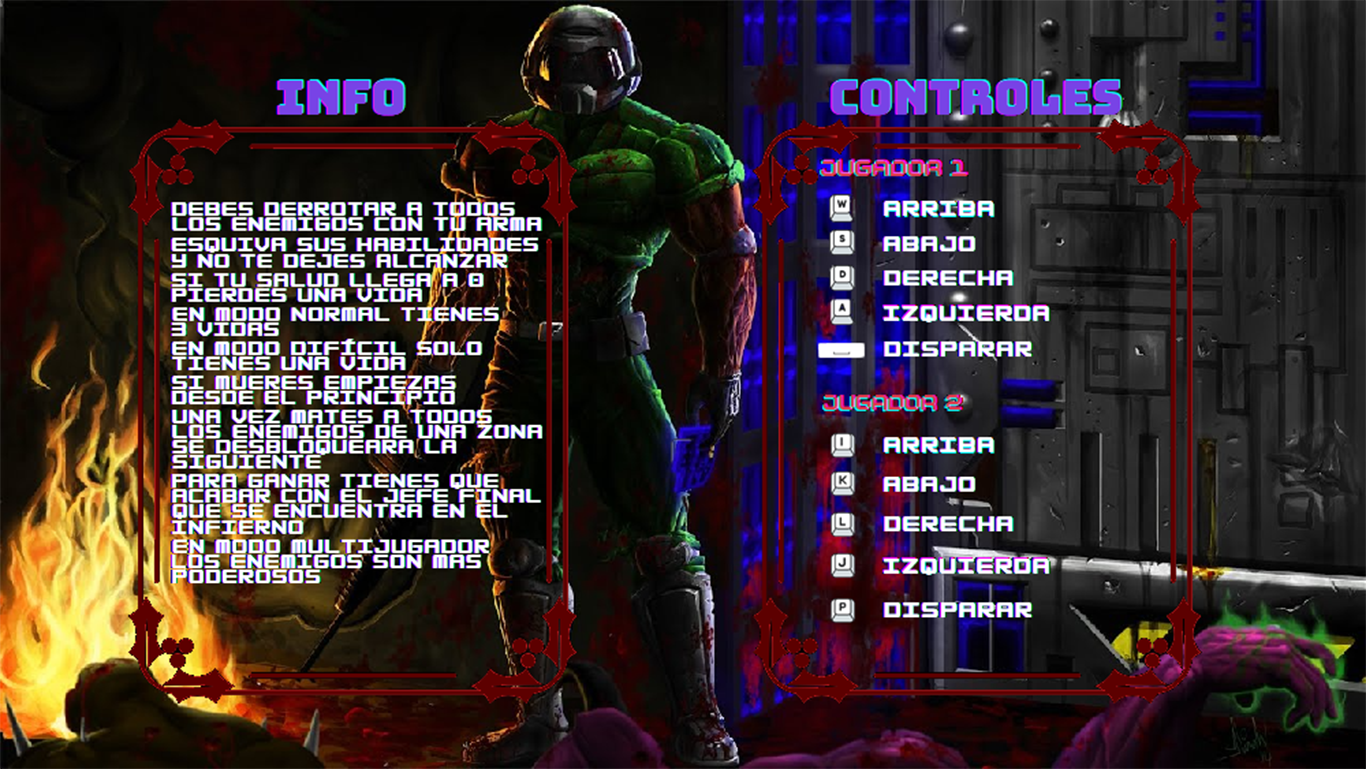 INFO
DEBES DERROTAR A TODOS
LOS ENEMIGOS CON TU ARMA
ESQUIVA SUS HABILIDADES
Y NO TE DEJES ALCANZAR
SI TU SALUD LLEGA A 0
PIERDES UNA VIDA
EN MODO NORMAL TIENES
3 VIDAS
EN MODO DIFÍCIL SOLO
TIENES UNA VIDA
SI MUERES EMPIEZAS
DESDE EL PRINCIPIO
UNA VEZ MATES A TODOS
LOS ENEMIGOS DE UNA ZONA
SE DESBLOQUEARA LA
SIGUIENTE
PARA GANAR TIENES QUE
ACABAR CON EL JEFE FINAL
QUE SE ENCUENTRA EN EL
INFIERNO
EN MODO MULTIJUGADOR
LOS ENEMIGOS SON MAS
PODEROSOS
CONTROLES
JUGADOR 1
W ARRIBA
S ABAJO
D DERECHA
A IZQUIERDA
DISPARAR
JUGADOR 2
I ARRIBA
K ABAJO
L DERECHA
J IZQUIERDA
P DISPARAR